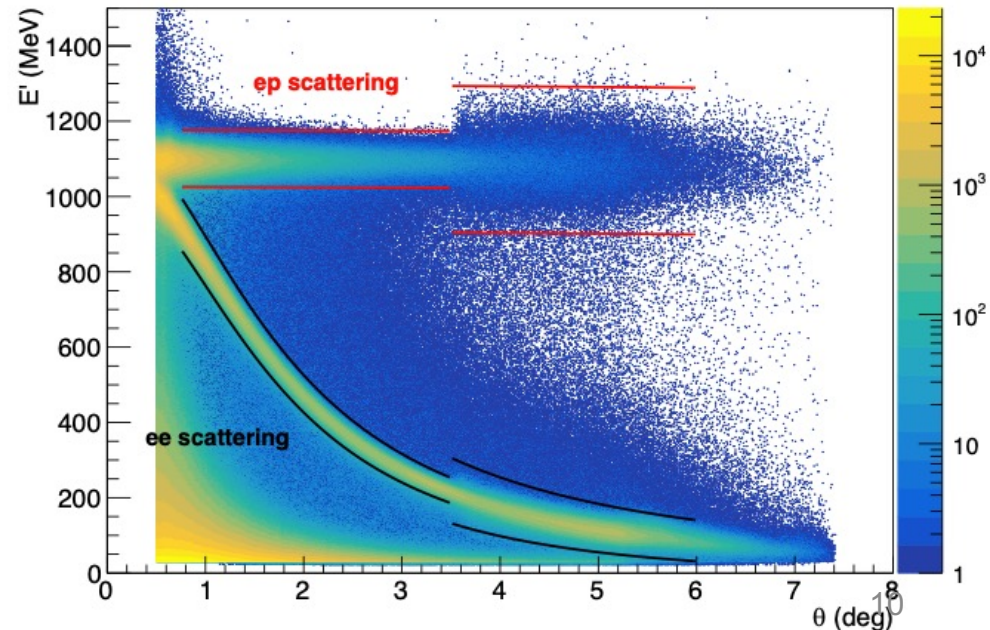 E' (MeV)
1400
1200
1000
800
600
400
200
0
ep scattering
ee scattering
0 1 2 3 4 5 6 7 8
θ (deg)
10
10⁴
10³
10²
10
1